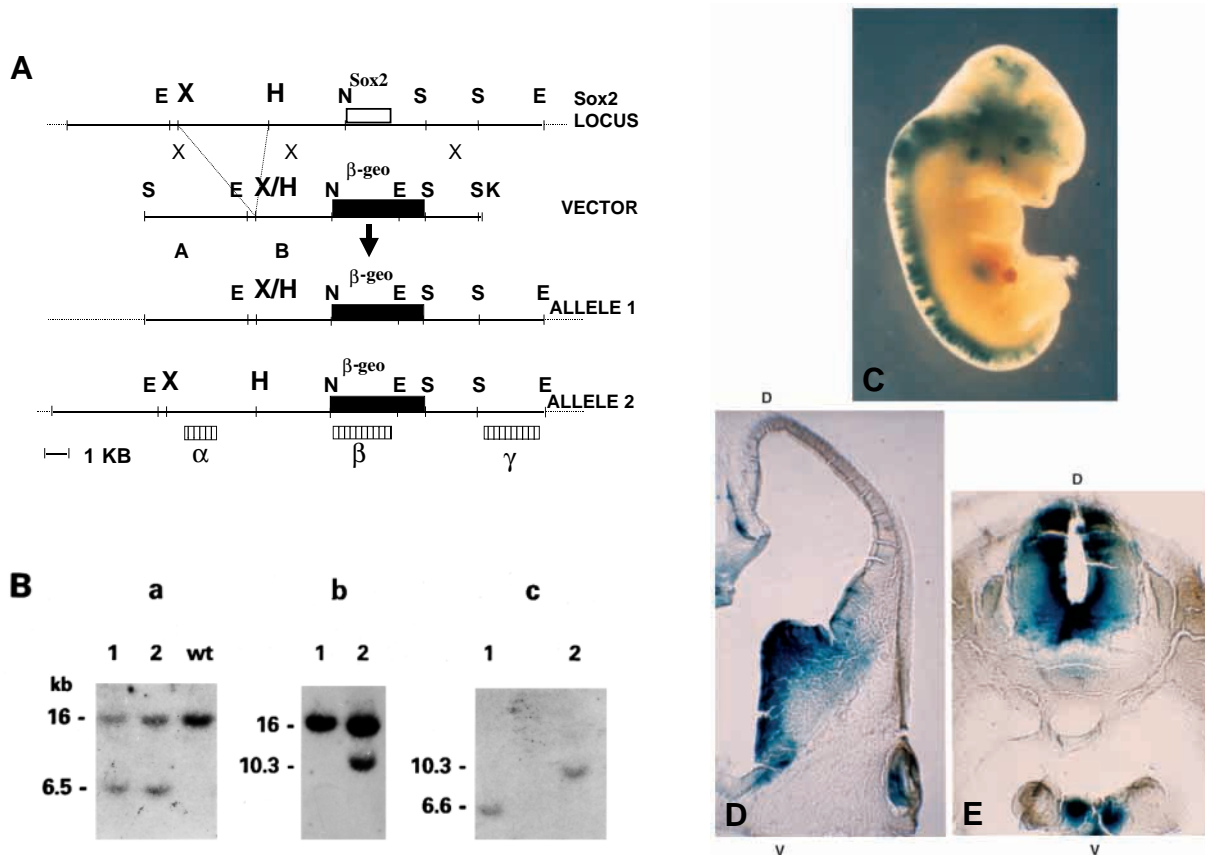 A
Sox2
E X H N S S E
Sox2
LOCUS
X X X
β-geo
S E X/H N E S S K
VECTOR
A B
β-geo
E X/H N E S S E
ALLELE 1
β-geo
E X H N E S S E
ALLELE 2
1 KB α β γ
B
a b c
1 2 wt 1 2 1 2
kb
16 -
6.5 -
16 -
10.3 -
10.3 -
6.6 -
C
D
D
V
D
E
V